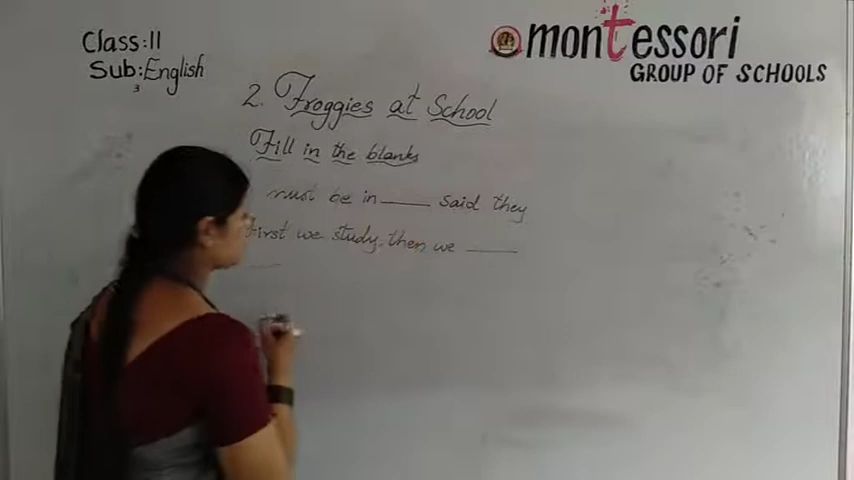 Class:II
Sub:English
montessori
GROUP OF SCHOOLS
2. Froggies at School
Fill in the blanks
must be in ____ said they
First we study, then we ____